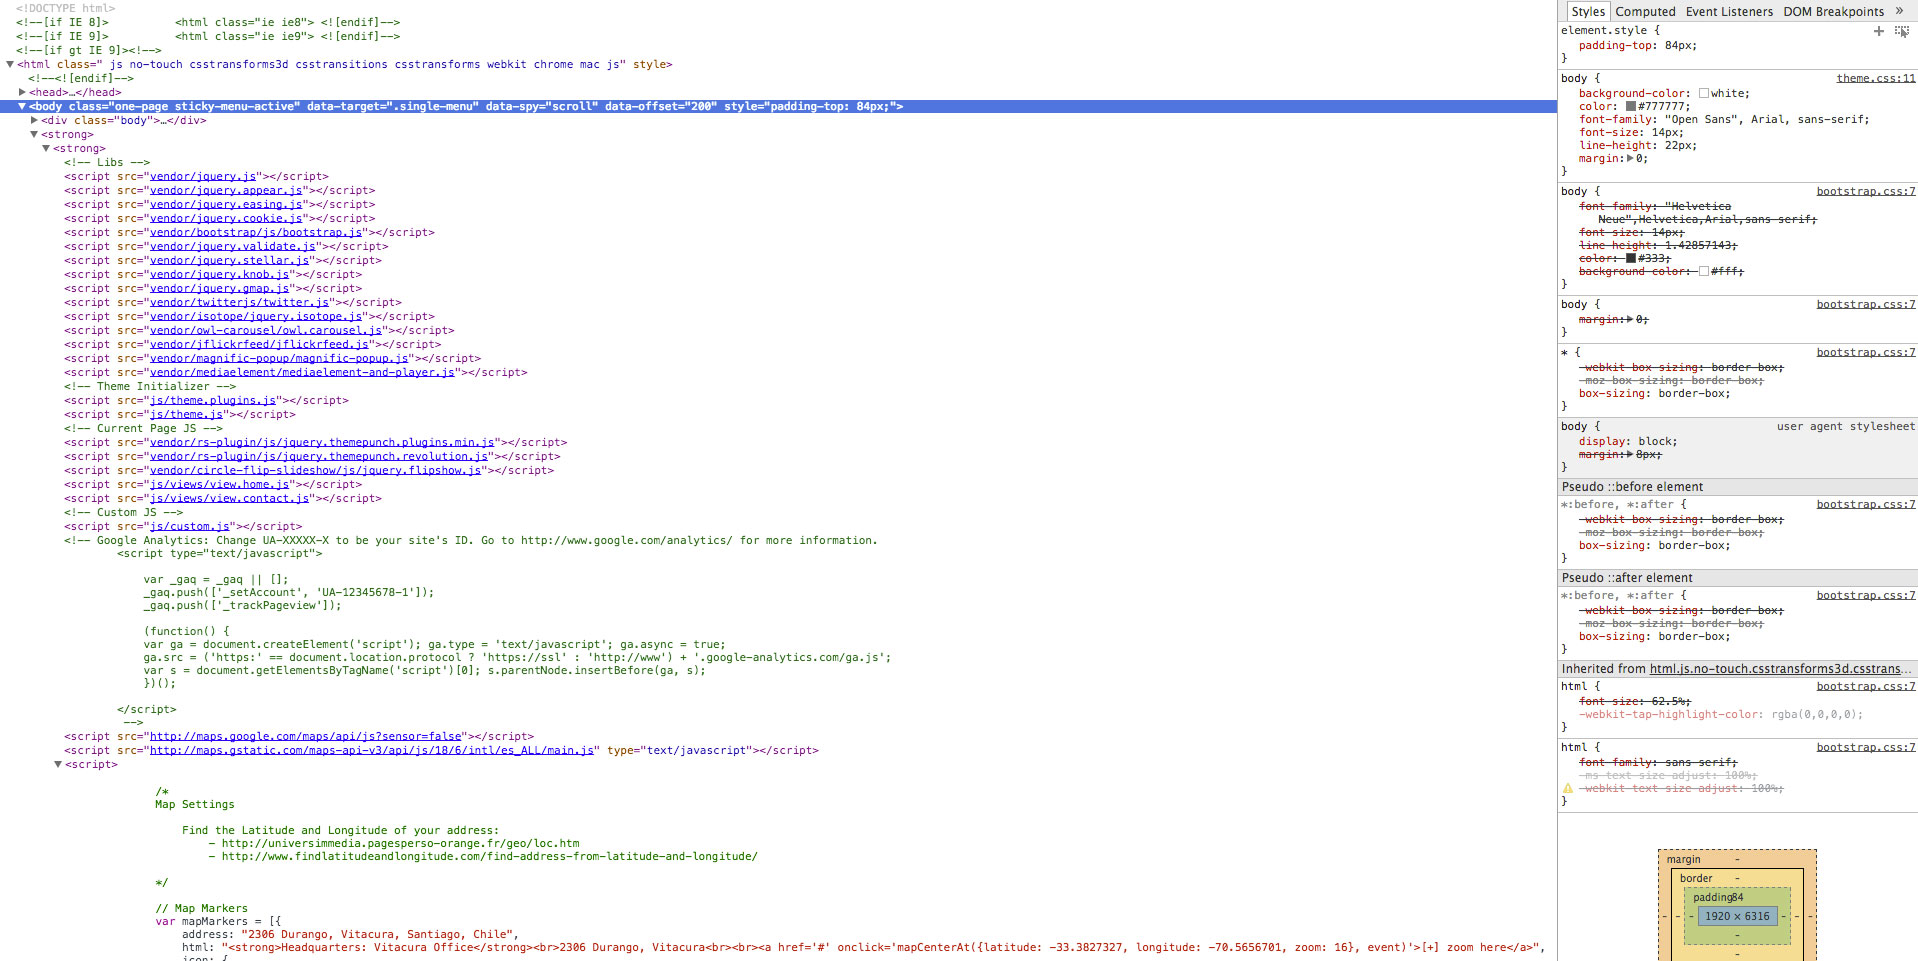 <!DOCTYPE html>
<!--[if IE 8]>          <html class="ie ie8"> <![endif]-->
<!--[if IE 9]>          <html class="ie ie9"> <![endif]-->
<!--[if gt IE 9]><!-->
<html class=" js no-touch csstransforms3d csstransitions csstransforms webkit chrome mac js" style>
<!--<![endif]-->
<head>…</head>
<body class="one-page sticky-menu-active" data-target=".single-menu" data-spy="scroll" data-offset="200" style="padding-top: 84px;">
<div class="body">…</div>
<strong>
<strong>
<!-- Libs -->
<script src="vendor/jquery.js"></script>
<script src="vendor/jquery.appear.js"></script>
<script src="vendor/jquery.easing.js"></script>
<script src="vendor/jquery.cookie.js"></script>
<script src="vendor/bootstrap/js/bootstrap.js"></script>
<script src="vendor/jquery.validate.js"></script>
<script src="vendor/jquery.stellar.js"></script>
<script src="vendor/jquery.knob.js"></script>
<script src="vendor/jquery.gmap.js"></script>
<script src="vendor/twitterjs/twitter.js"></script>
<script src="vendor/isotope/jquery.isotope.js"></script>
<script src="vendor/owl-carousel/owl.carousel.js"></script>
<script src="vendor/jflickrfeed/jflickrfeed.js"></script>
<script src="vendor/magnific-popup/magnific-popup.js"></script>
<script src="vendor/mediaelement/mediaelement-and-player.js"></script>
<!-- Theme Initializer -->
<script src="js/theme.plugins.js"></script>
<script src="js/theme.js"></script>
<!-- Current Page JS -->
<script src="vendor/rs-plugin/js/jquery.themepunch.plugins.min.js"></script>
<script src="vendor/rs-plugin/js/jquery.themepunch.revolution.js"></script>
<script src="vendor/circle-flip-slideshow/js/jquery.flipshow.js"></script>
<script src="js/views/view.home.js"></script>
<script src="js/views/view.contact.js"></script>
<!-- Custom JS -->
<script src="js/custom.js"></script>
<!-- Google Analytics: Change UA-XXXXX-X to be your site's ID. Go to http://www.google.com/analytics/ for more information.
<script type="text/javascript">
var _gaq = _gaq || [];
_gaq.push(['_setAccount', 'UA-12345678-1']);
_gaq.push(['_trackPageview']);
(function() {
var ga = document.createElement('script'); ga.type = 'text/javascript'; ga.async = true;
ga.src = ('https:' == document.location.protocol ? 'https://ssl' : 'http://www') + '.google-analytics.com/ga.js';
var s = document.getElementsByTagName('script')[0]; s.parentNode.insertBefore(ga, s);
})();
</script>
-->
<script src="http://maps.google.com/maps/api/js?sensor=false"></script>
<script src="http://maps.gstatic.com/maps-api-v3/api/js/18/6/intl/es_ALL/main.js" type="text/javascript"></script>
<script>
/*
Map Settings
Find the Latitude and Longitude of your address:
- http://universimmedia.pagesperso-orange.fr/geo/loc.htm
- http://www.findlatitudeandlongitude.com/find-address-from-latitude-and-longitude/
*/
// Map Markers
var mapMarkers = [{
address: "2306 Durango, Vitacura, Santiago, Chile",
html: "<strong>Headquarters: Vitacura Office</strong><br>2306 Durango, Vitacura<br><br><a href='#' onclick='mapCenterAt({latitude: -33.3827327, longitude: -70.5656701, zoom: 16}, event)'>[+] zoom here</a>",
icon: {
Styles Computed Event Listeners DOM Breakpoints »
element.style {
padding-top: 84px;
}
body { theme.css:11
background-color: white;
color: #777777;
font-family: "Open Sans", Arial, sans-serif;
font-size: 14px;
line-height: 22px;
margin: 0;
}
body { bootstrap.css:7
font-family: "Helvetica
Neue",Helvetica,Arial,sans-serif;
font-size: 14px;
line-height: 1.42857143;
color: #333;
background-color: #fff;
}
body { bootstrap.css:7
margin: 0;
}
* { bootstrap.css:7
-webkit-box-sizing: border-box;
-moz-box-sizing: border-box;
box-sizing: border-box;
}
body { user agent stylesheet
display: block;
margin: 8px;
}
Pseudo ::before element
*:before, *:after { bootstrap.css:7
-webkit-box-sizing: border-box;
-moz-box-sizing: border-box;
box-sizing: border-box;
}
Pseudo ::after element
*:before, *:after { bootstrap.css:7
-webkit-box-sizing: border-box;
-moz-box-sizing: border-box;
box-sizing: border-box;
}
Inherited from html.js.no-touch.csstransforms3d.csstrans…
html { bootstrap.css:7
font-size: 62.5%;
-webkit-tap-highlight-color: rgba(0,0,0,0);
}
html { bootstrap.css:7
font-family: sans-serif;
-ms-text-size-adjust: 100%;
-webkit-text-size-adjust: 100%;
}
margin -
border -
padding84
- - - 1920 × 6316 - - -
-
-